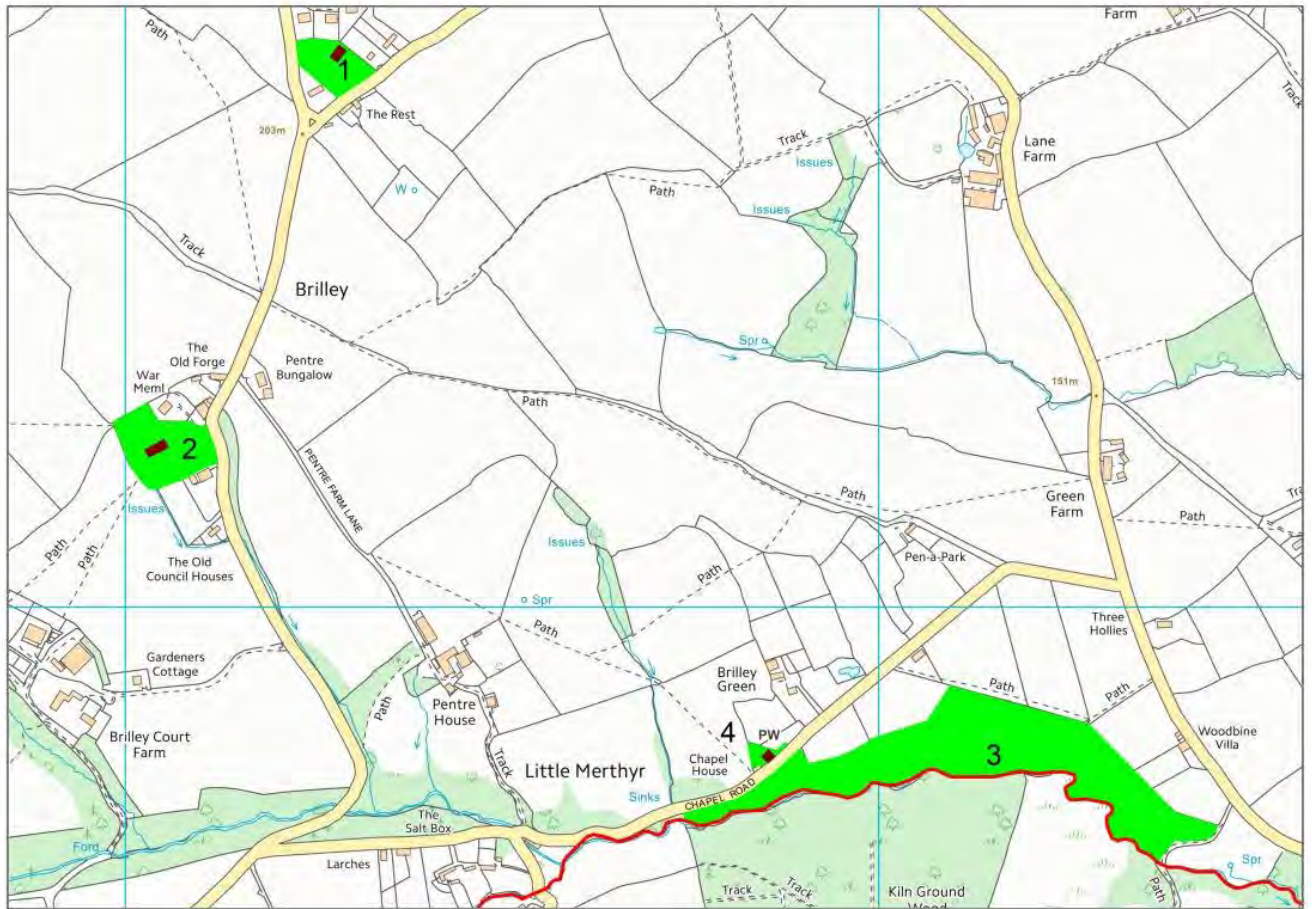 Path
1
Farm
Track
The Rest
203m
Lane
Farm
Track
Issues
W
Path
Issues
Track
Brilley
Spr
The
Old Forge
Pentre
Bungalow
War
Meml
151m
Path
2
PENTRE FARM LANE
Path
Green
Farm
Path
Issues
Issues
Path
Path
The Old
Council Houses
Pen-a-Park
Path
Spr
Path
Three
Hollies
Gardeners
Cottage
Brilley
Green
Path
Path
Path
Pentre
House
Brilley Court
Farm
4
PW
3
Woodbine
Villa
Track
Little Merthyr
Chapel
House
Sinks
CHAPEL ROAD
The
Salt Box
Ford
Larches
Spr
Track
Track
Kiln Ground
Path